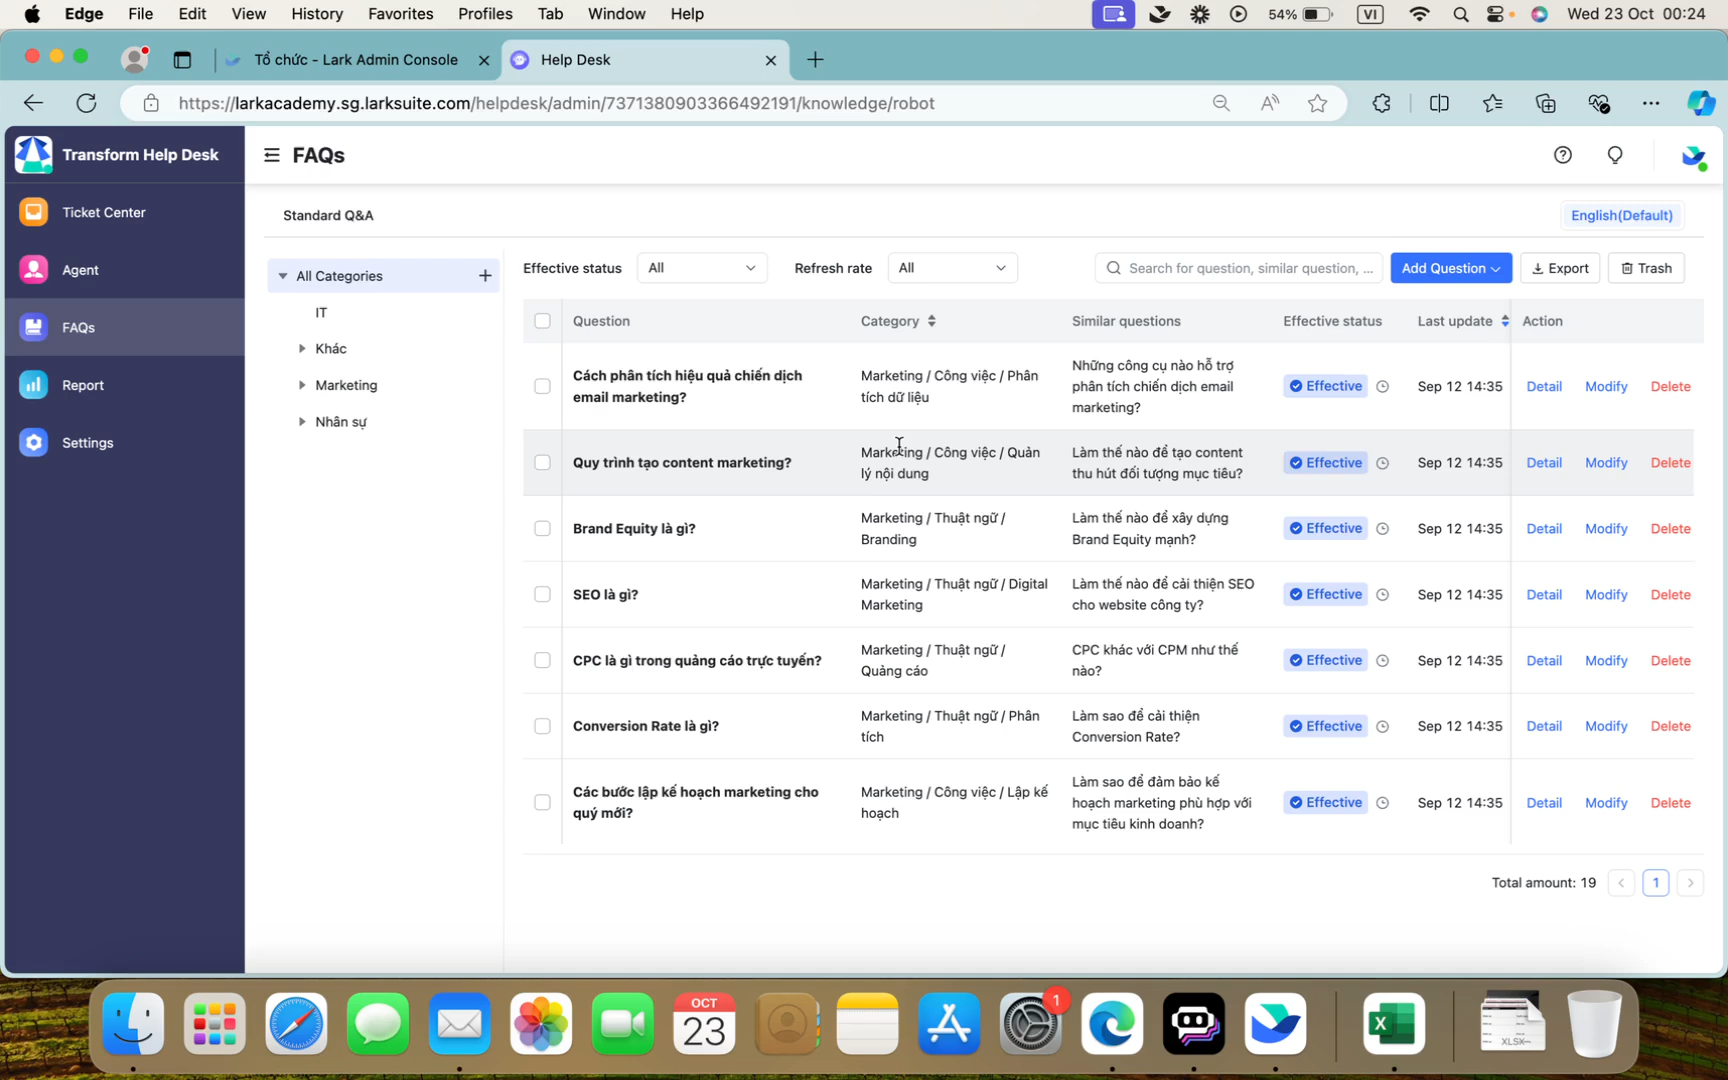 Edge File Edit View History Favorites Profiles Tab Window Help 54% VI Wed 23 Oct 00:24
Tổ chức - Lark Admin Console
Help Desk
https://larkacademy.sg.larksuite.com/helpdesk/admin/7371380903366492191/knowledge/robot
Transform Help Desk
FAQs
Ticket Center
Agent
FAQs
Report
Settings
Standard Q&A
English(Default)
All Categories
IT
Khác
Marketing
Nhân sự
Effective status All
Refresh rate All
Search for question, similar question, ...
Add Question
Export
Trash
Question Category Similar questions Effective status Last update Action
Cách phân tích hiệu quả chiến dịch
email marketing?
Marketing / Công việc / Phân
tích dữ liệu
Những công cụ nào hỗ trợ
phân tích chiến dịch email
marketing?
Effective Sep 12 14:35 Detail Modify Delete
Quy trình tạo content marketing?
Marketing / Công việc / Quản
lý nội dung
Làm thế nào để tạo content
thu hút đối tượng mục tiêu?
Effective Sep 12 14:35 Detail Modify Delete
Brand Equity là gì?
Marketing / Thuật ngữ /
Branding
Làm thế nào để xây dựng
Brand Equity mạnh?
Effective Sep 12 14:35 Detail Modify Delete
SEO là gì?
Marketing / Thuật ngữ / Digital
Marketing
Làm thế nào để cải thiện SEO
cho website công ty?
Effective Sep 12 14:35 Detail Modify Delete
CPC là gì trong quảng cáo trực tuyến?
Marketing / Thuật ngữ /
Quảng cáo
CPC khác với CPM như thế
nào?
Effective Sep 12 14:35 Detail Modify Delete
Conversion Rate là gì?
Marketing / Thuật ngữ / Phân
tích
Làm sao để cải thiện
Conversion Rate?
Effective Sep 12 14:35 Detail Modify Delete
Các bước lập kế hoạch marketing cho
quý mới?
Marketing / Công việc / Lập kế
hoạch
Làm sao để đảm bảo kế
hoạch marketing phù hợp với
mục tiêu kinh doanh?
Effective Sep 12 14:35 Detail Modify Delete
Total amount: 19 1
OCT
23
1
X
XLSX